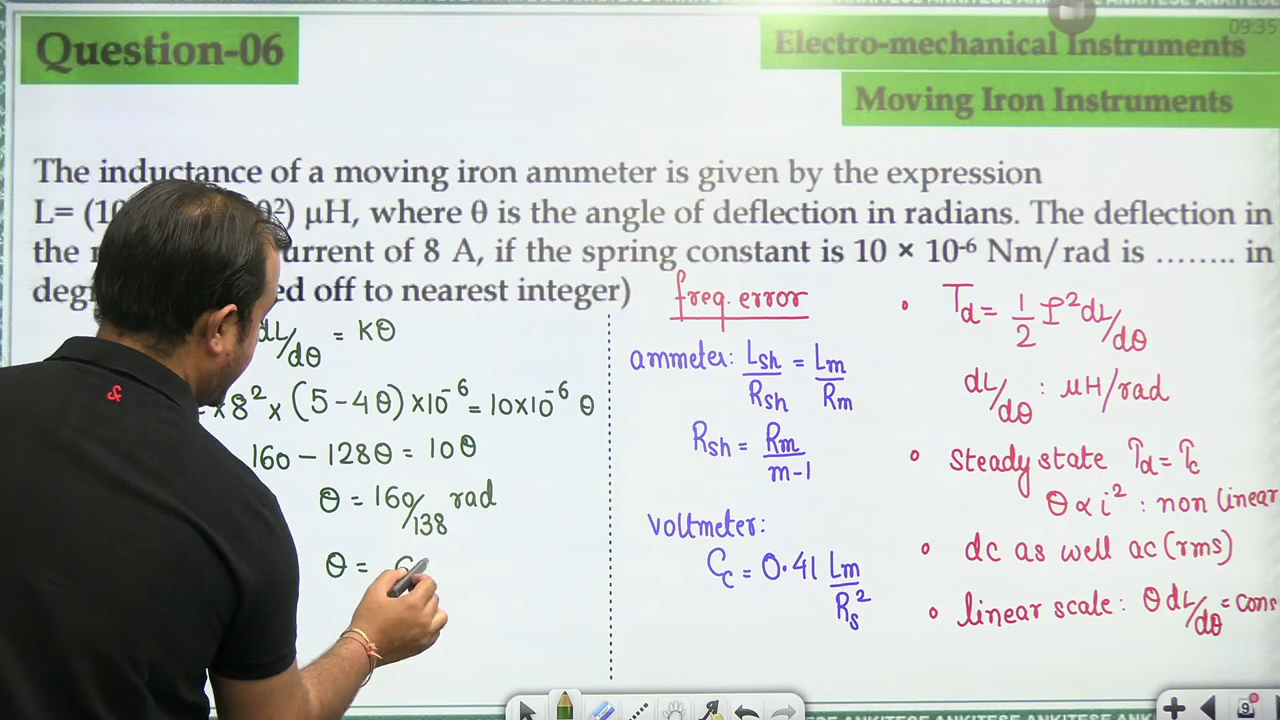 Question-06
Electro-mechanical Instruments
09:35
Moving Iron Instruments
The inductance of a moving iron ammeter is given by the expression
L= (10 θ²) μH, where θ is the angle of deflection in radians. The deflection in
the urrent of 8 A, if the spring constant is 10 × 10⁻⁶ Nm/rad is …….. in
deg ed off to nearest integer)
dL/dθ = Kθ
×8² × (5-4θ)×10⁻⁶ = 10×10⁻⁶ θ
160 - 128θ = 10θ
θ = 160/138 rad
θ = 6
freq. error
ammeter: Lsh/Rsh = Lm/Rm
Rsh = Rm/m-1
voltmeter:
Cc = 0.41 Lm/Rs²
• Td = 1/2 I² dL/dθ
dL/dθ : μH/rad
• steady state Td = Tc
θ ∝ i² : non linear
• dc as well ac (rms)
• linear scale: θ dL/dθ = cons